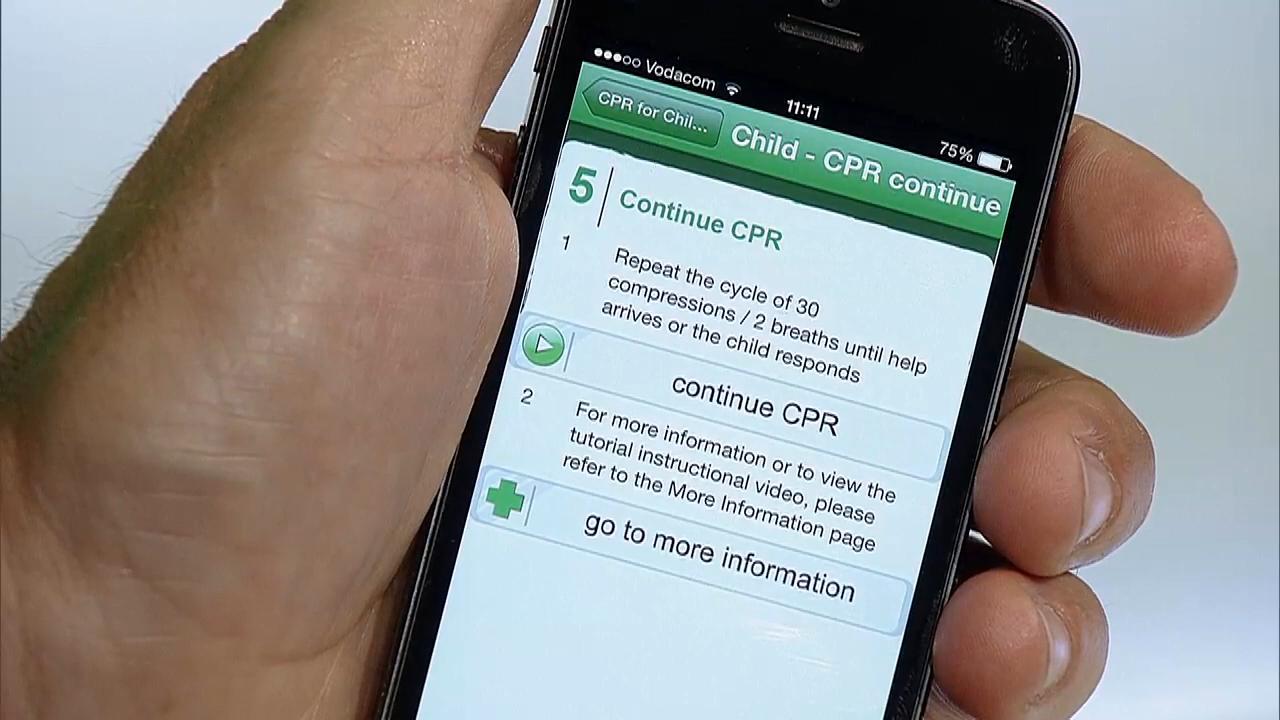 Vodacom
11:11
75%
CPR for Chil...
Child - CPR continue
5
Continue CPR
1
Repeat the cycle of 30
compressions / 2 breaths until help
arrives or the child responds
continue CPR
2
For more information or to view the
tutorial instructional video, please
refer to the More Information page
go to more information